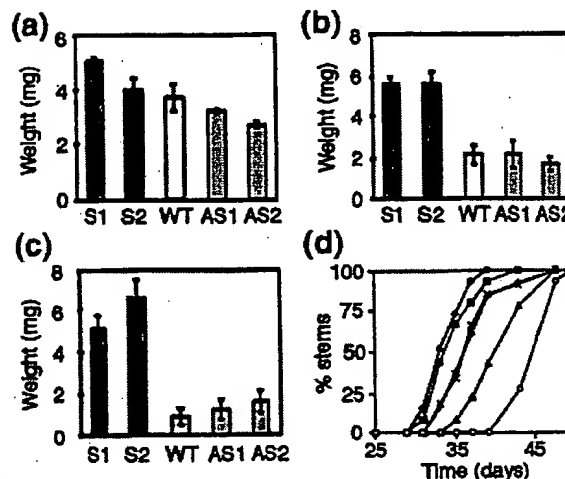 (a)
Weight (mg)
6
4
2
0
S1 S2 WT AS1 AS2
(b)
Weight (mg)
8
6
4
2
0
S1 S2 WT AS1 AS2
(c)
Weight (mg)
8
6
4
2
0
S1 S2 WT AS1 AS2
(d)
% stems
100
75
50
25
0
25 35 45
Time (days)